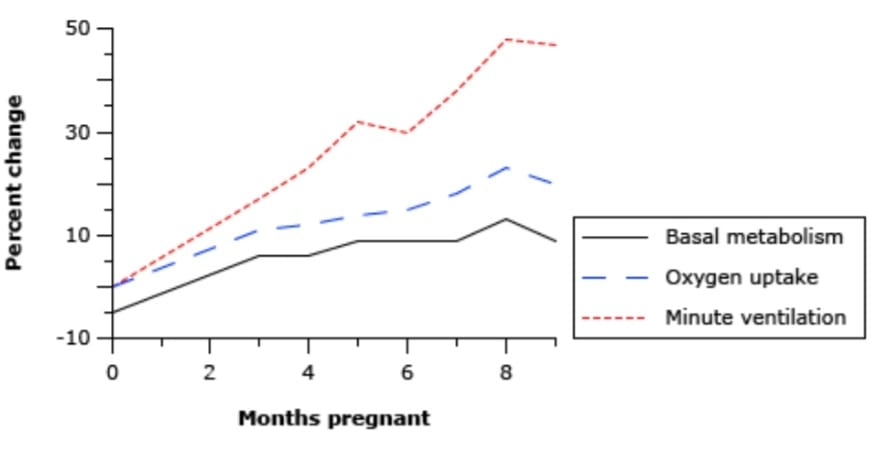 Percent change
50
30
10
-10
0 2 4 6 8
Months pregnant
Basal metabolism
Oxygen uptake
Minute ventilation